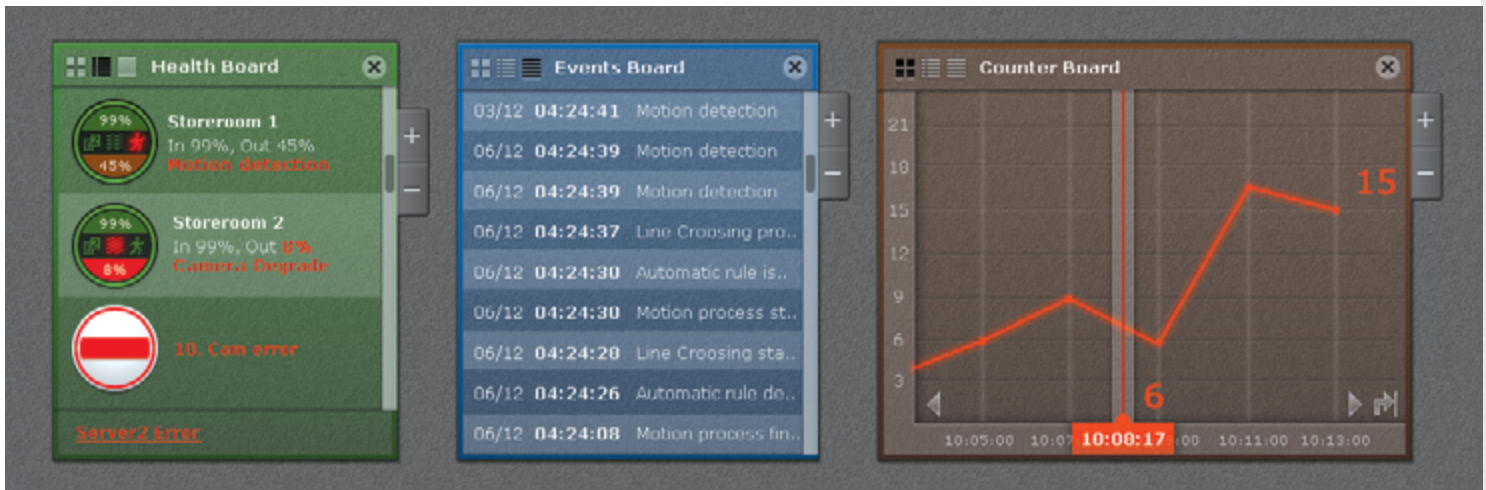 Health Board
99%
45%
Storeroom 1
In 99%, Out 45%
Motion detection
99%
8%
Storeroom 2
In 99%, Out 8%
Camera Degrade
10. Cam error
Server2 Error
+
−
Events Board
03/12 04:24:41 Motion detection
06/12 04:24:39 Motion detection
06/12 04:24:39 Motion detection
06/12 04:24:37 Line Croosing pro..
06/12 04:24:30 Automatic rule is..
06/12 04:24:30 Motion process st..
06/12 04:24:28 Line Croosing sta..
06/12 04:24:26 Automatic rule de..
06/12 04:24:08 Motion process fin..
+
−
Counter Board
21
18
15
12
9
6
3
15
6
10:05:00 10:07 10:08:17 :00 10:11:00 10:13:00
+
−